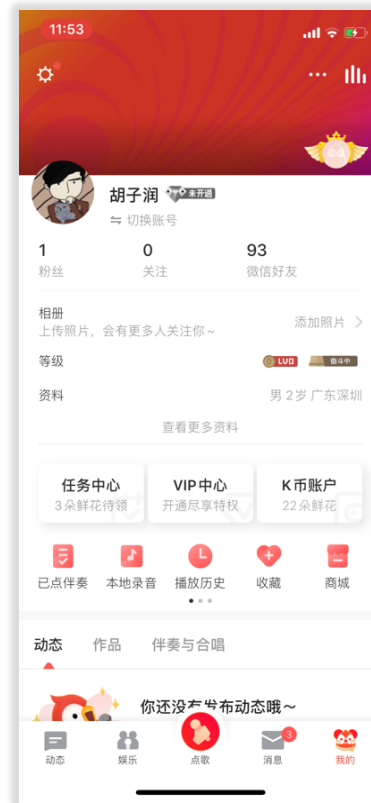 11:53
胡子润 未开通
切换账号
1 0 93
粉丝 关注 微信好友
相册
上传照片，会有更多人关注你~ 添加照片
等级 LV0 奋斗中
资料 男 2岁 广东深圳
查看更多资料
任务中心 VIP中心 K币账户
3朵鲜花待领 开通尽享特权 22朵鲜花
已点伴奏 本地录音 播放历史 收藏 商城
动态 作品 伴奏与合唱
你还没有发布动态哦~
3
动态 娱乐 点歌 消息 我的